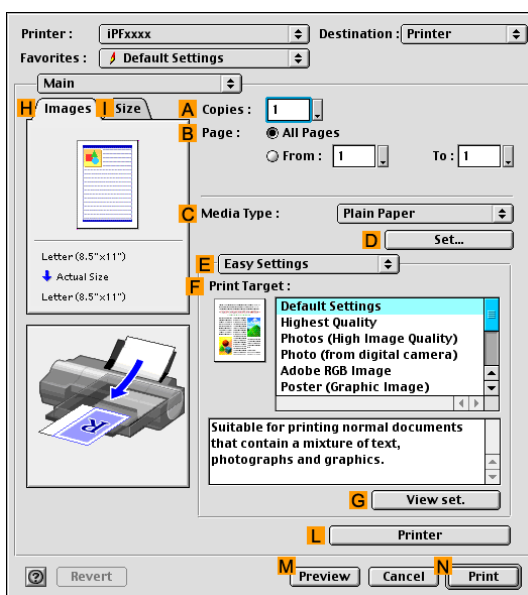 Printer : iPFxxxx Destination : Printer
Favorites : Default Settings
Main
H Images I Size
A Copies : 1
B Page : All Pages
From : 1 To : 1
C Media Type : Plain Paper
D Set...
Letter (8.5"x11")
Actual Size
Letter (8.5"x11")
E Easy Settings
F Print Target :
Default Settings
Highest Quality
Photos (High Image Quality)
Photo (from digital camera)
Adobe RGB Image
Poster (Graphic Image)
Suitable for printing normal documents
that contain a mixture of text,
photographs and graphics.
G View set.
L Printer
? Revert M Preview Cancel N Print